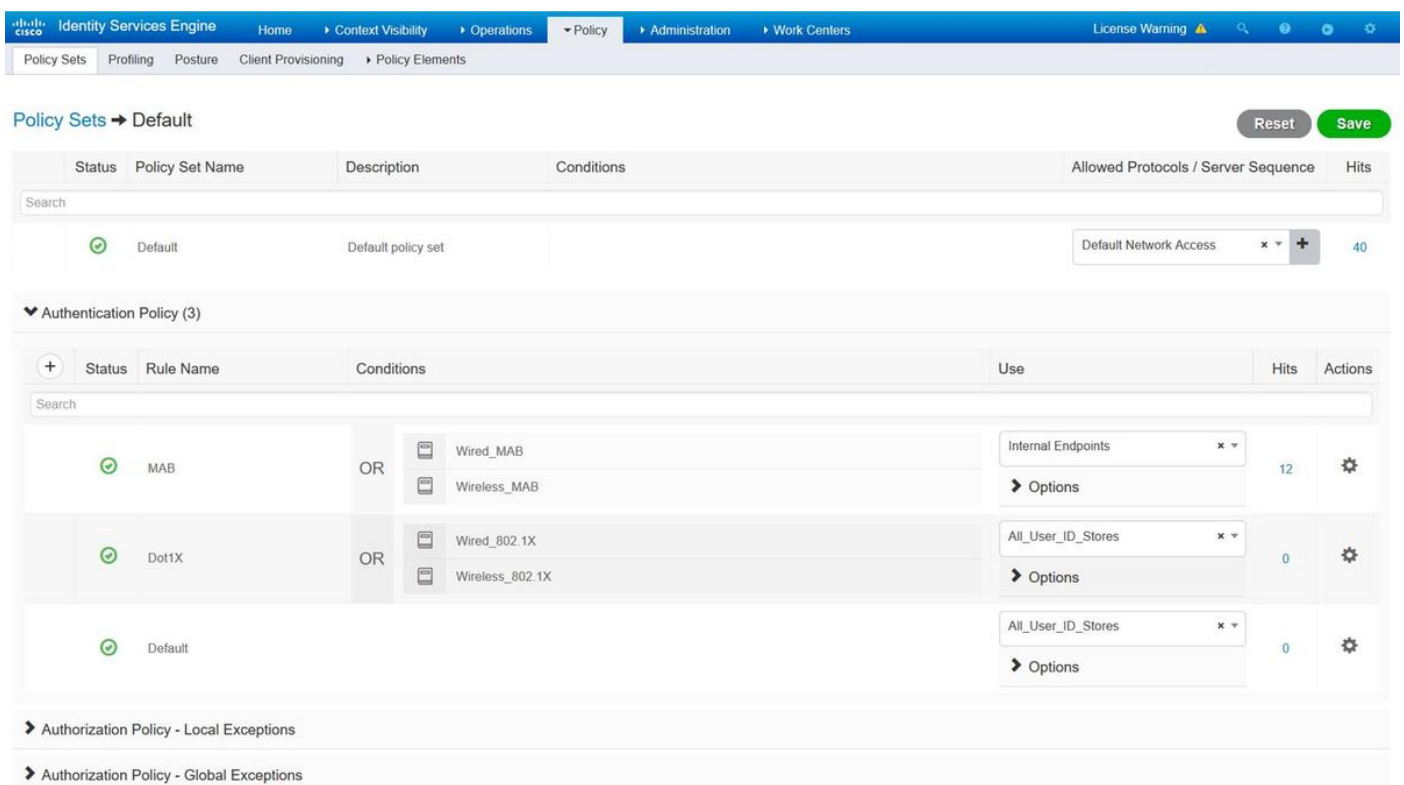 cisco Identity Services Engine Home Context Visibility Operations Policy Administration Work Centers License Warning
Policy Sets Profiling Posture Client Provisioning Policy Elements
Policy Sets → Default Reset Save
Status Policy Set Name Description Conditions Allowed Protocols / Server Sequence Hits
Search
Default Default policy set Default Network Access × + 40
Authentication Policy (3)
+ Status Rule Name Conditions Use Hits Actions
Search
MAB OR Wired_MAB Internal Endpoints × 12
Wireless_MAB Options
Dot1X OR Wired_802.1X All_User_ID_Stores × 0
Wireless_802.1X Options
Default All_User_ID_Stores × 0
Options
Authorization Policy - Local Exceptions
Authorization Policy - Global Exceptions